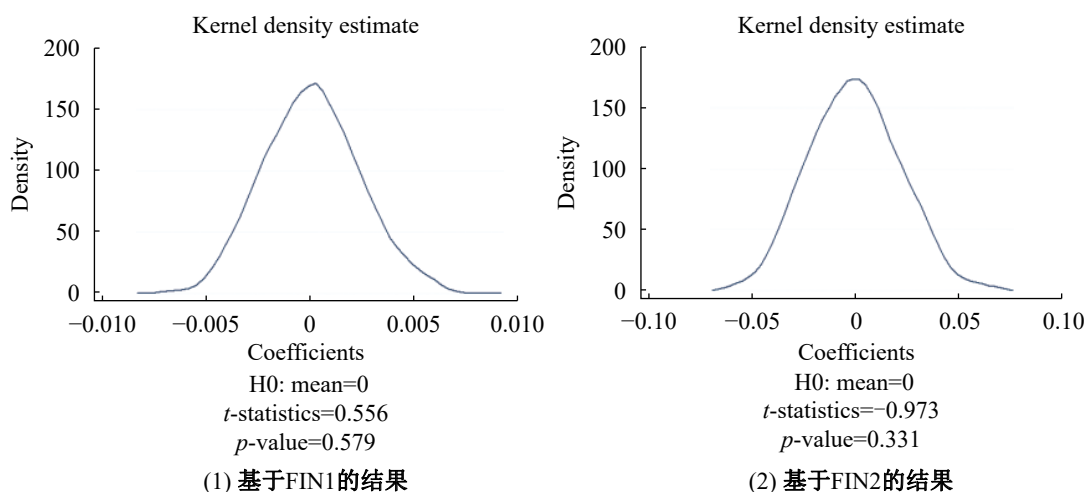 Kernel density estimate
200
150
100
50
0
Density
−0.010 −0.005 0 0.005 0.010
Coefficients
H0: mean=0
t-statistics=0.556
p-value=0.579
(1) 基于FIN1的结果
Kernel density estimate
200
150
100
50
0
Density
−0.10 −0.05 0 0.05 0.10
Coefficients
H0: mean=0
t-statistics=−0.973
p-value=0.331
(2) 基于FIN2的结果